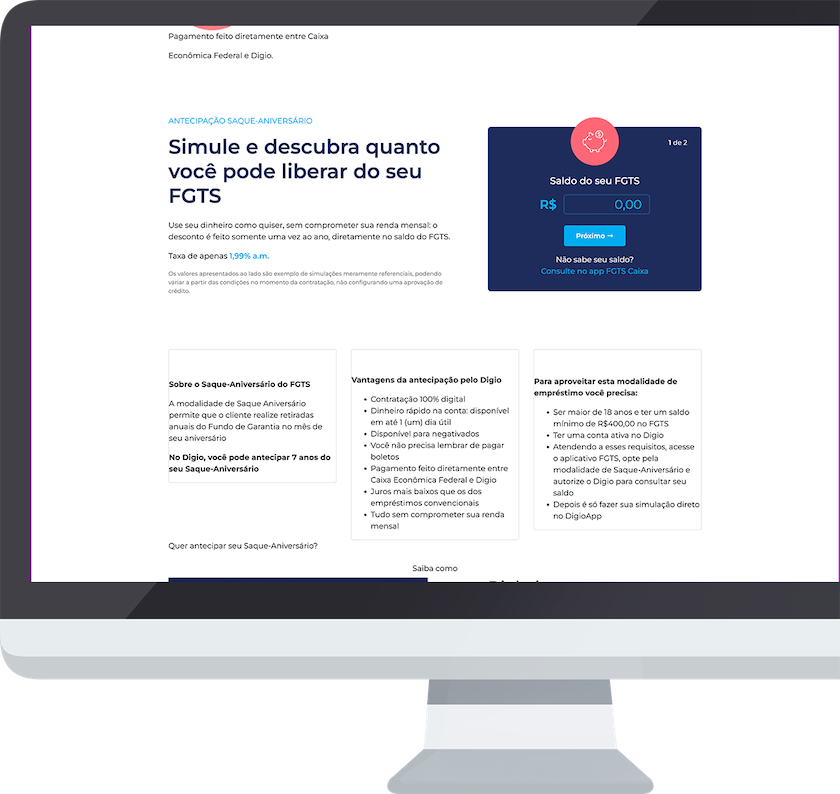 Pagamento feito diretamente entre Caixa
Econômica Federal e Digio.
ANTECIPAÇÃO SAQUE-ANIVERSÁRIO
Simule e descubra quanto
você pode liberar do seu
FGTS
Use seu dinheiro como quiser, sem comprometer sua renda mensal: o
desconto é feito somente uma vez ao ano, diretamente no saldo do FGTS.
Taxa de apenas 1,99% a.m.
Os valores apresentados ao lado são exemplo de simulações meramente referenciais, podendo
variar a partir das condições no momento da contratação, não configurando uma aprovação de
crédito.
1 de 2
Saldo do seu FGTS
R$ 0,00
Próximo →
Não sabe seu saldo?
Consulte no app FGTS Caixa
Sobre o Saque-Aniversário do FGTS
A modalidade de Saque Aniversário
permite que o cliente realize retiradas
anuais do Fundo de Garantia no mês de
seu aniversário
No Digio, você pode antecipar 7 anos do
seu Saque-Aniversário
Vantagens da antecipação pelo Digio
• Contratação 100% digital
• Dinheiro rápido na conta: disponível
em até 1 (um) dia útil
• Disponível para negativados
• Você não precisa lembrar de pagar
boletos
• Pagamento feito diretamente entre
Caixa Econômica Federal e Digio
• Juros mais baixos que os dos
empréstimos convencionais
• Tudo sem comprometer sua renda
mensal
Para aproveitar esta modalidade de
empréstimo você precisa:
• Ser maior de 18 anos e ter um saldo
mínimo de R$400,00 no FGTS
• Ter uma conta ativa no Digio
• Atendendo a esses requisitos, acesse
o aplicativo FGTS, opte pela
modalidade de Saque-Aniversário e
autorize o Digio para consultar seu
saldo
• Depois é só fazer sua simulação direto
no DigioApp
Quer antecipar seu Saque-Aniversário?
Saiba como